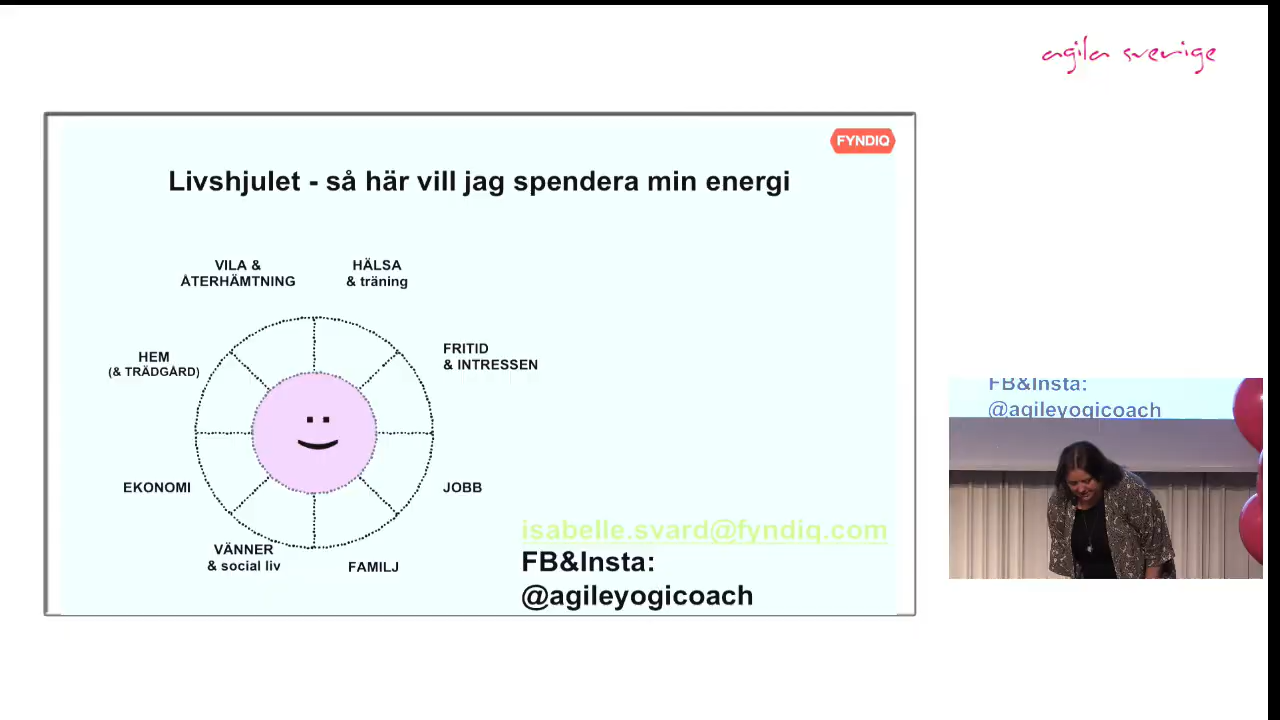 agila sverige
FYNDIQ
Livshjulet - så här vill jag spendera min energi
VILA &
ÅTERHÄMTNING
HÄLSA
& träning
FRITID
& INTRESSEN
HEM
(& TRÄDGÅRD)
EKONOMI
JOBB
VÄNNER
& social liv
FAMILJ
isabelle.svard@fyndiq.com
FB&Insta:
@agileyogicoach
FB&Insta:
@agileyogicoach